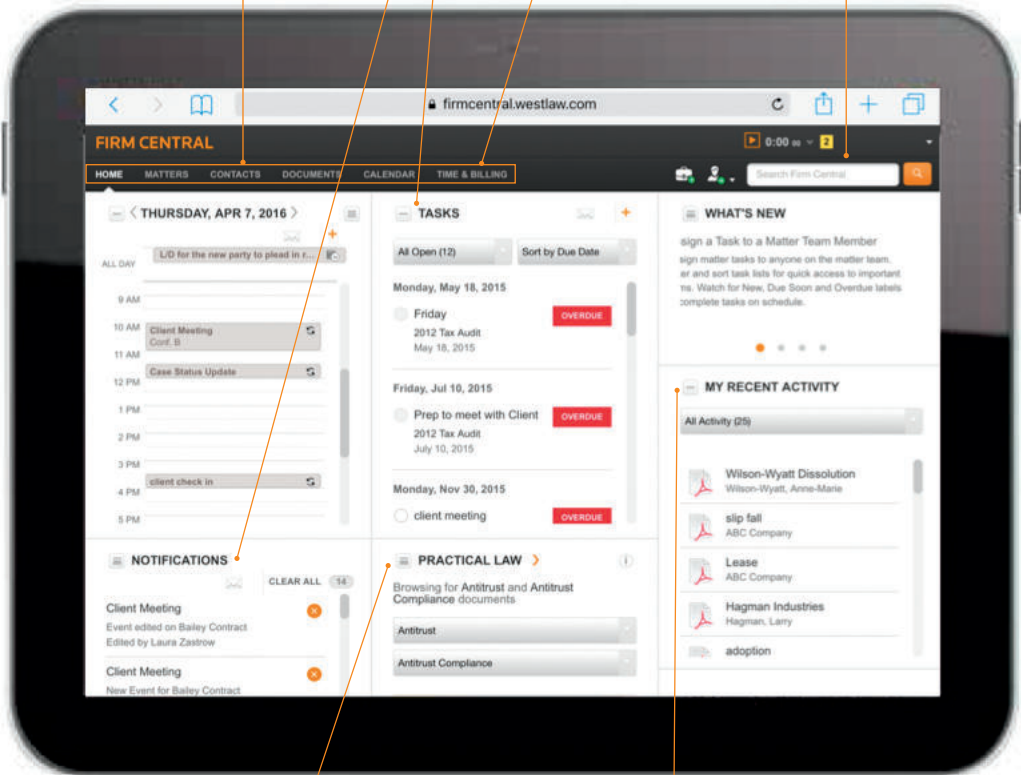 firmcentral.westlaw.com
FIRM CENTRAL
0:00 00
2
HOME MATTERS CONTACTS DOCUMENTS CALENDAR TIME & BILLING
Search Firm Central
THURSDAY, APR 7, 2016
ALL DAY
L/D for the new party to plead in r...
9 AM
10 AM
Client Meeting
Conf. B
11 AM
Case Status Update
12 PM
1 PM
2 PM
3 PM
client check in
4 PM
5 PM
NOTIFICATIONS
CLEAR ALL 14
Client Meeting
Event edited on Bailey Contract
Edited by Laura Zastrow
Client Meeting
New Event for Bailey Contract
TASKS
All Open (12) Sort by Due Date
Monday, May 18, 2015
Friday OVERDUE
2012 Tax Audit
May 18, 2015
Friday, Jul 10, 2015
Prep to meet with Client OVERDUE
2012 Tax Audit
July 10, 2015
Monday, Nov 30, 2015
client meeting OVERDUE
PRACTICAL LAW
Browsing for Antitrust and Antitrust
Compliance documents
Antitrust
Antitrust Compliance
WHAT'S NEW
sign a Task to a Matter Team Member
sign matter tasks to anyone on the matter team.
er and sort task lists for quick access to important
ms. Watch for New, Due Soon and Overdue labels
complete tasks on schedule.
MY RECENT ACTIVITY
All Activity (25)
Wilson-Wyatt Dissolution
Wilson-Wyatt, Anne-Marie
slip fall
ABC Company
Lease
ABC Company
Hagman Industries
Hagman, Larry
adoption